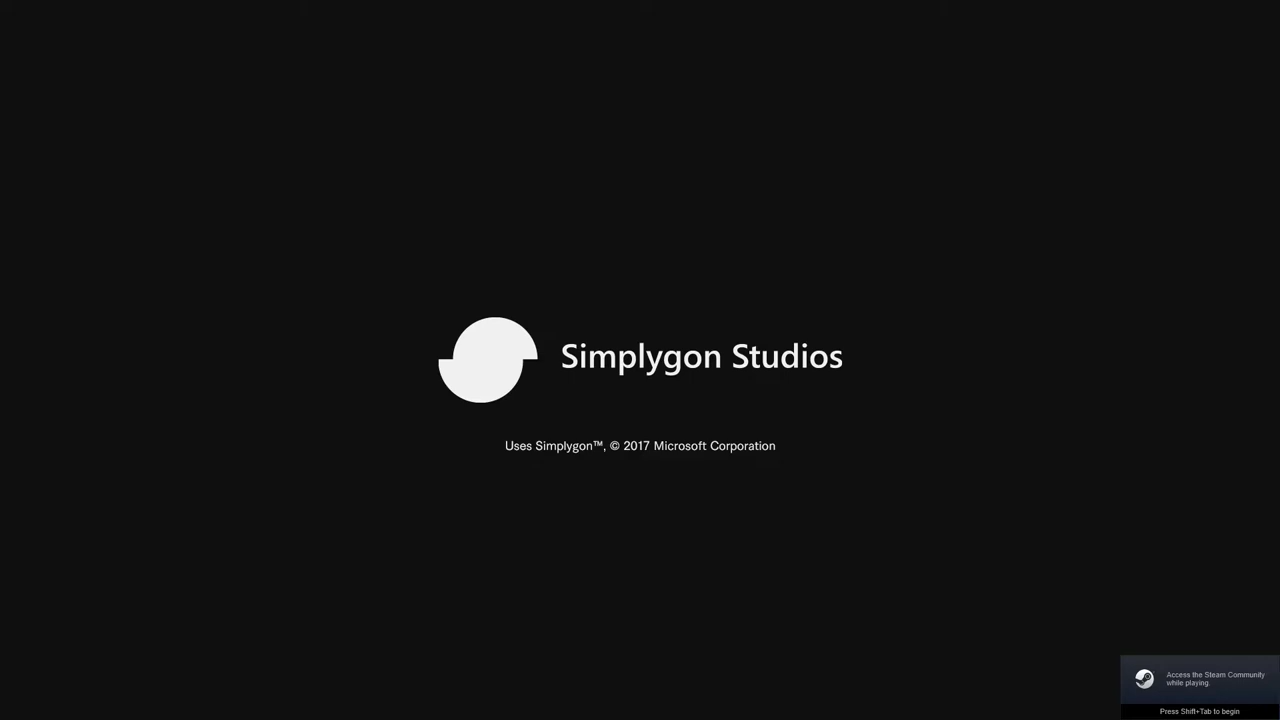 Simplygon Studios
Uses Simplygon™, © 2017 Microsoft Corporation
Access the Steam Community
while playing.
Press Shift+Tab to begin